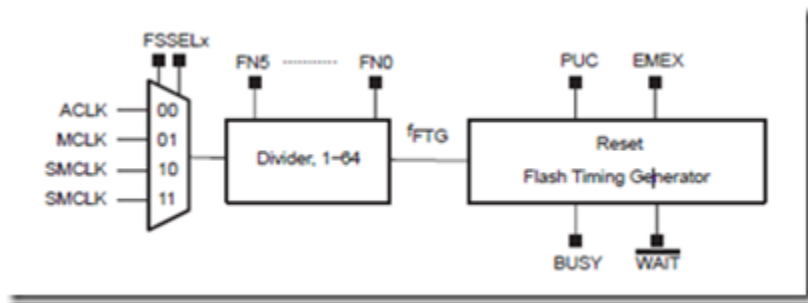 FSSELx
FN5 ............ FN0
PUC EMEX
ACLK 00
MCLK 01
SMCLK 10
SMCLK 11
Divider, 1–64
fFTG
Reset
Flash Timing Generator
BUSY WAIT